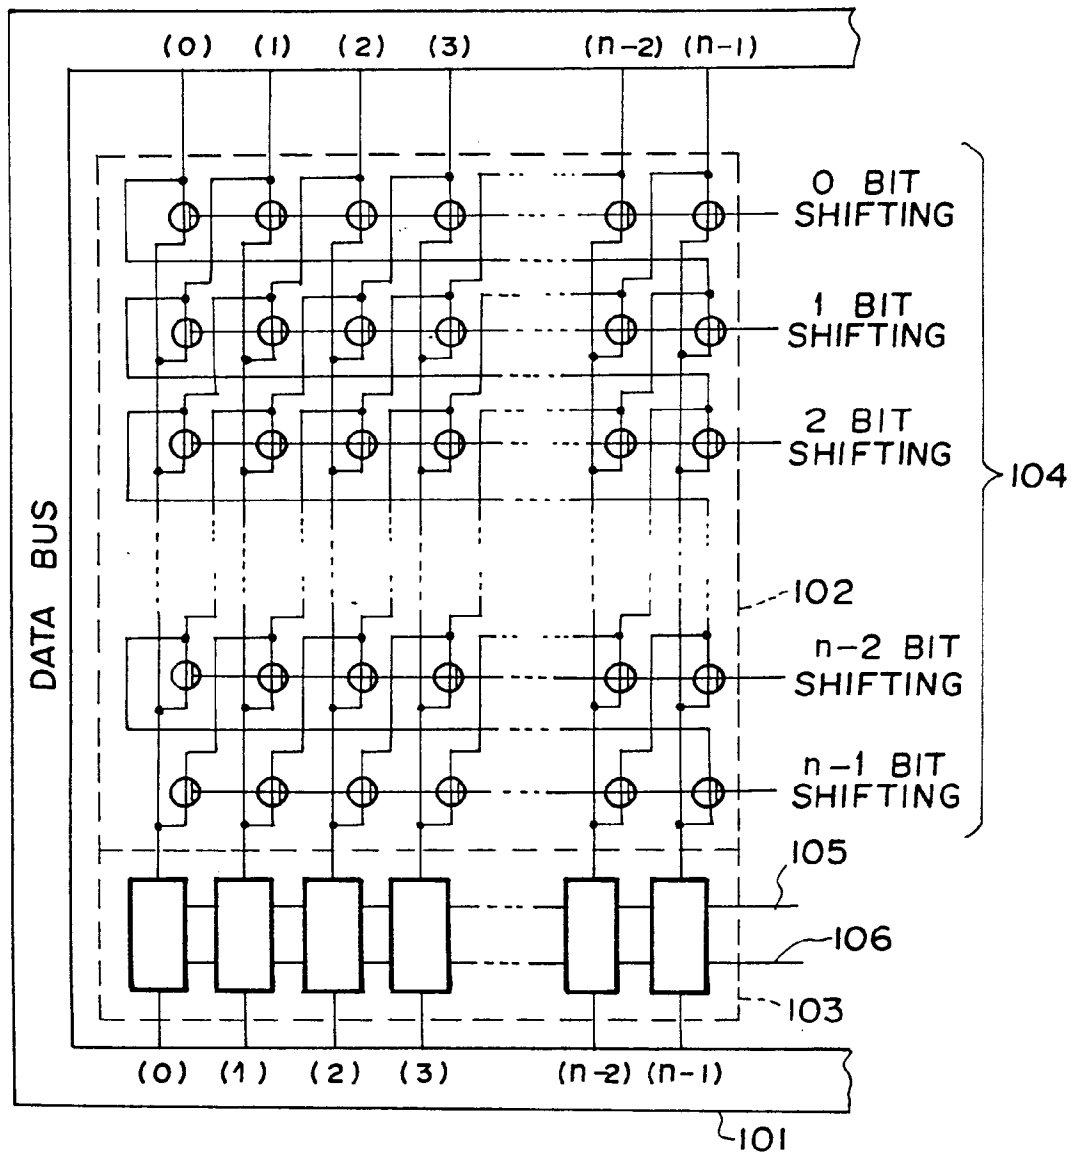 (0) (1) (2) (3) (n-2) (n-1)
0 BIT
SHIFTING
1 BIT
SHIFTING
2 BIT
SHIFTING
104
DATA BUS
102
n-2 BIT
SHIFTING
n-1 BIT
SHIFTING
105
106
103
(0) (1) (2) (3) (n-2) (n-1)
101